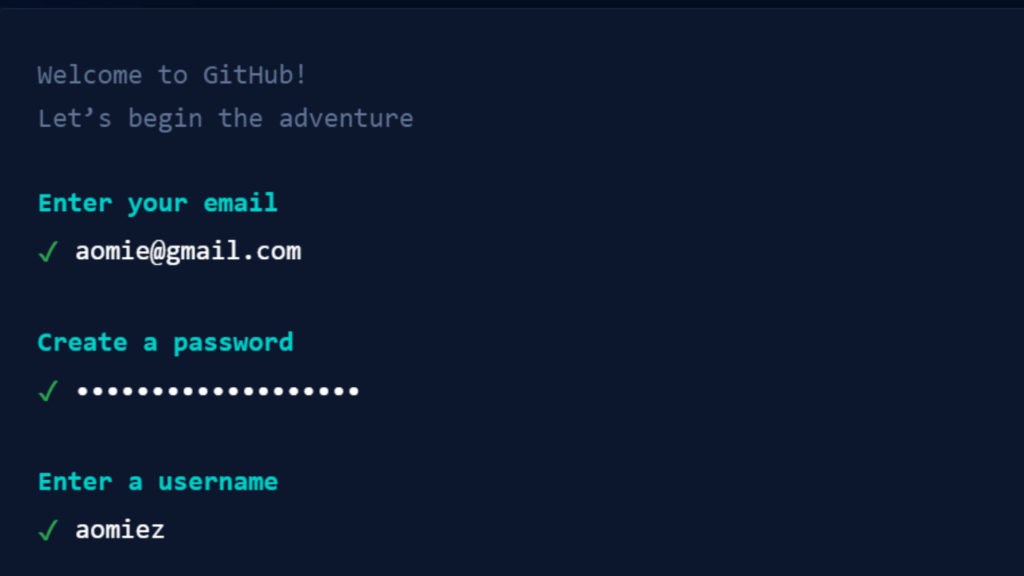 Welcome to GitHub!
Let’s begin the adventure
Enter your email
✓ aomie@gmail.com
Create a password
✓ •••••••••••••••••••
Enter a username
✓ aomiez